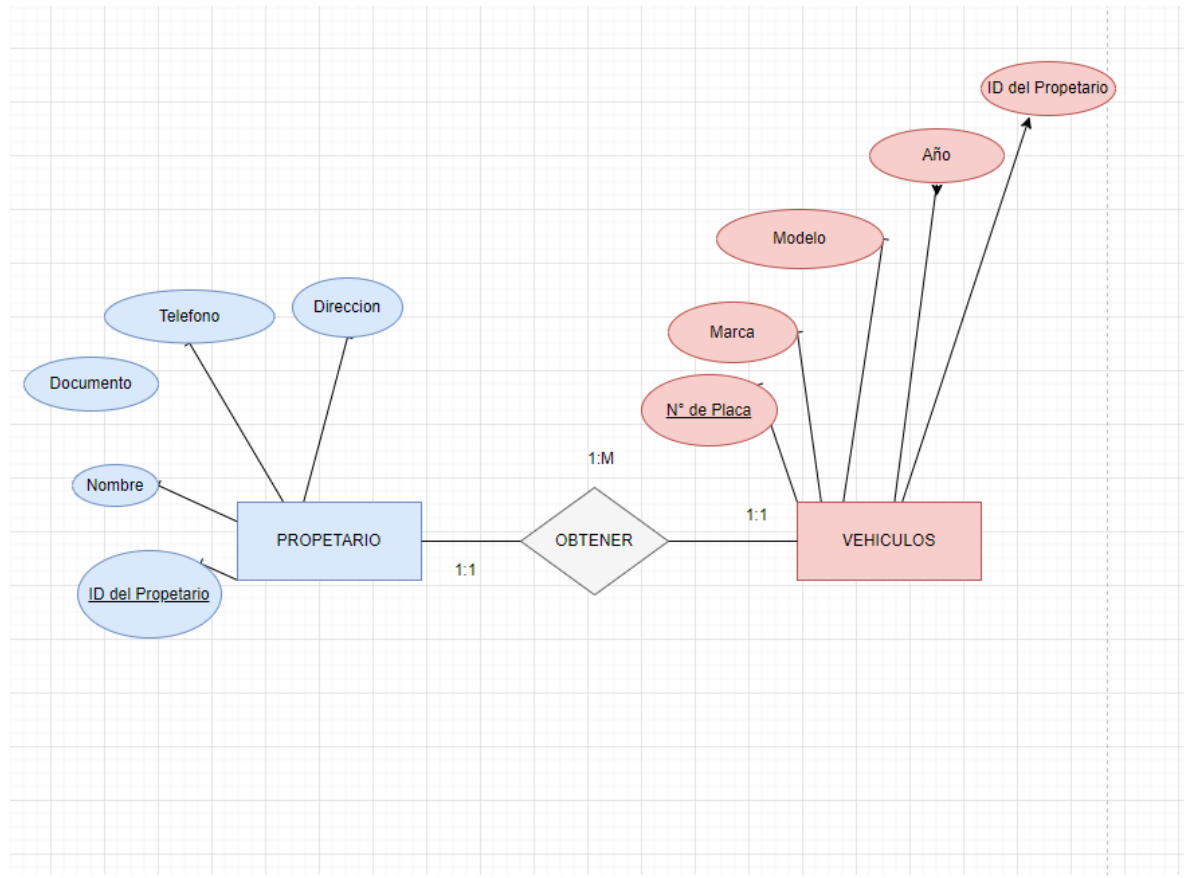 ID del Propetario
Año
Modelo
Direccion
Telefono
Marca
Documento
N° de Placa
1:M
Nombre
1:1
PROPETARIO
OBTENER
VEHICULOS
1:1
ID del Propetario